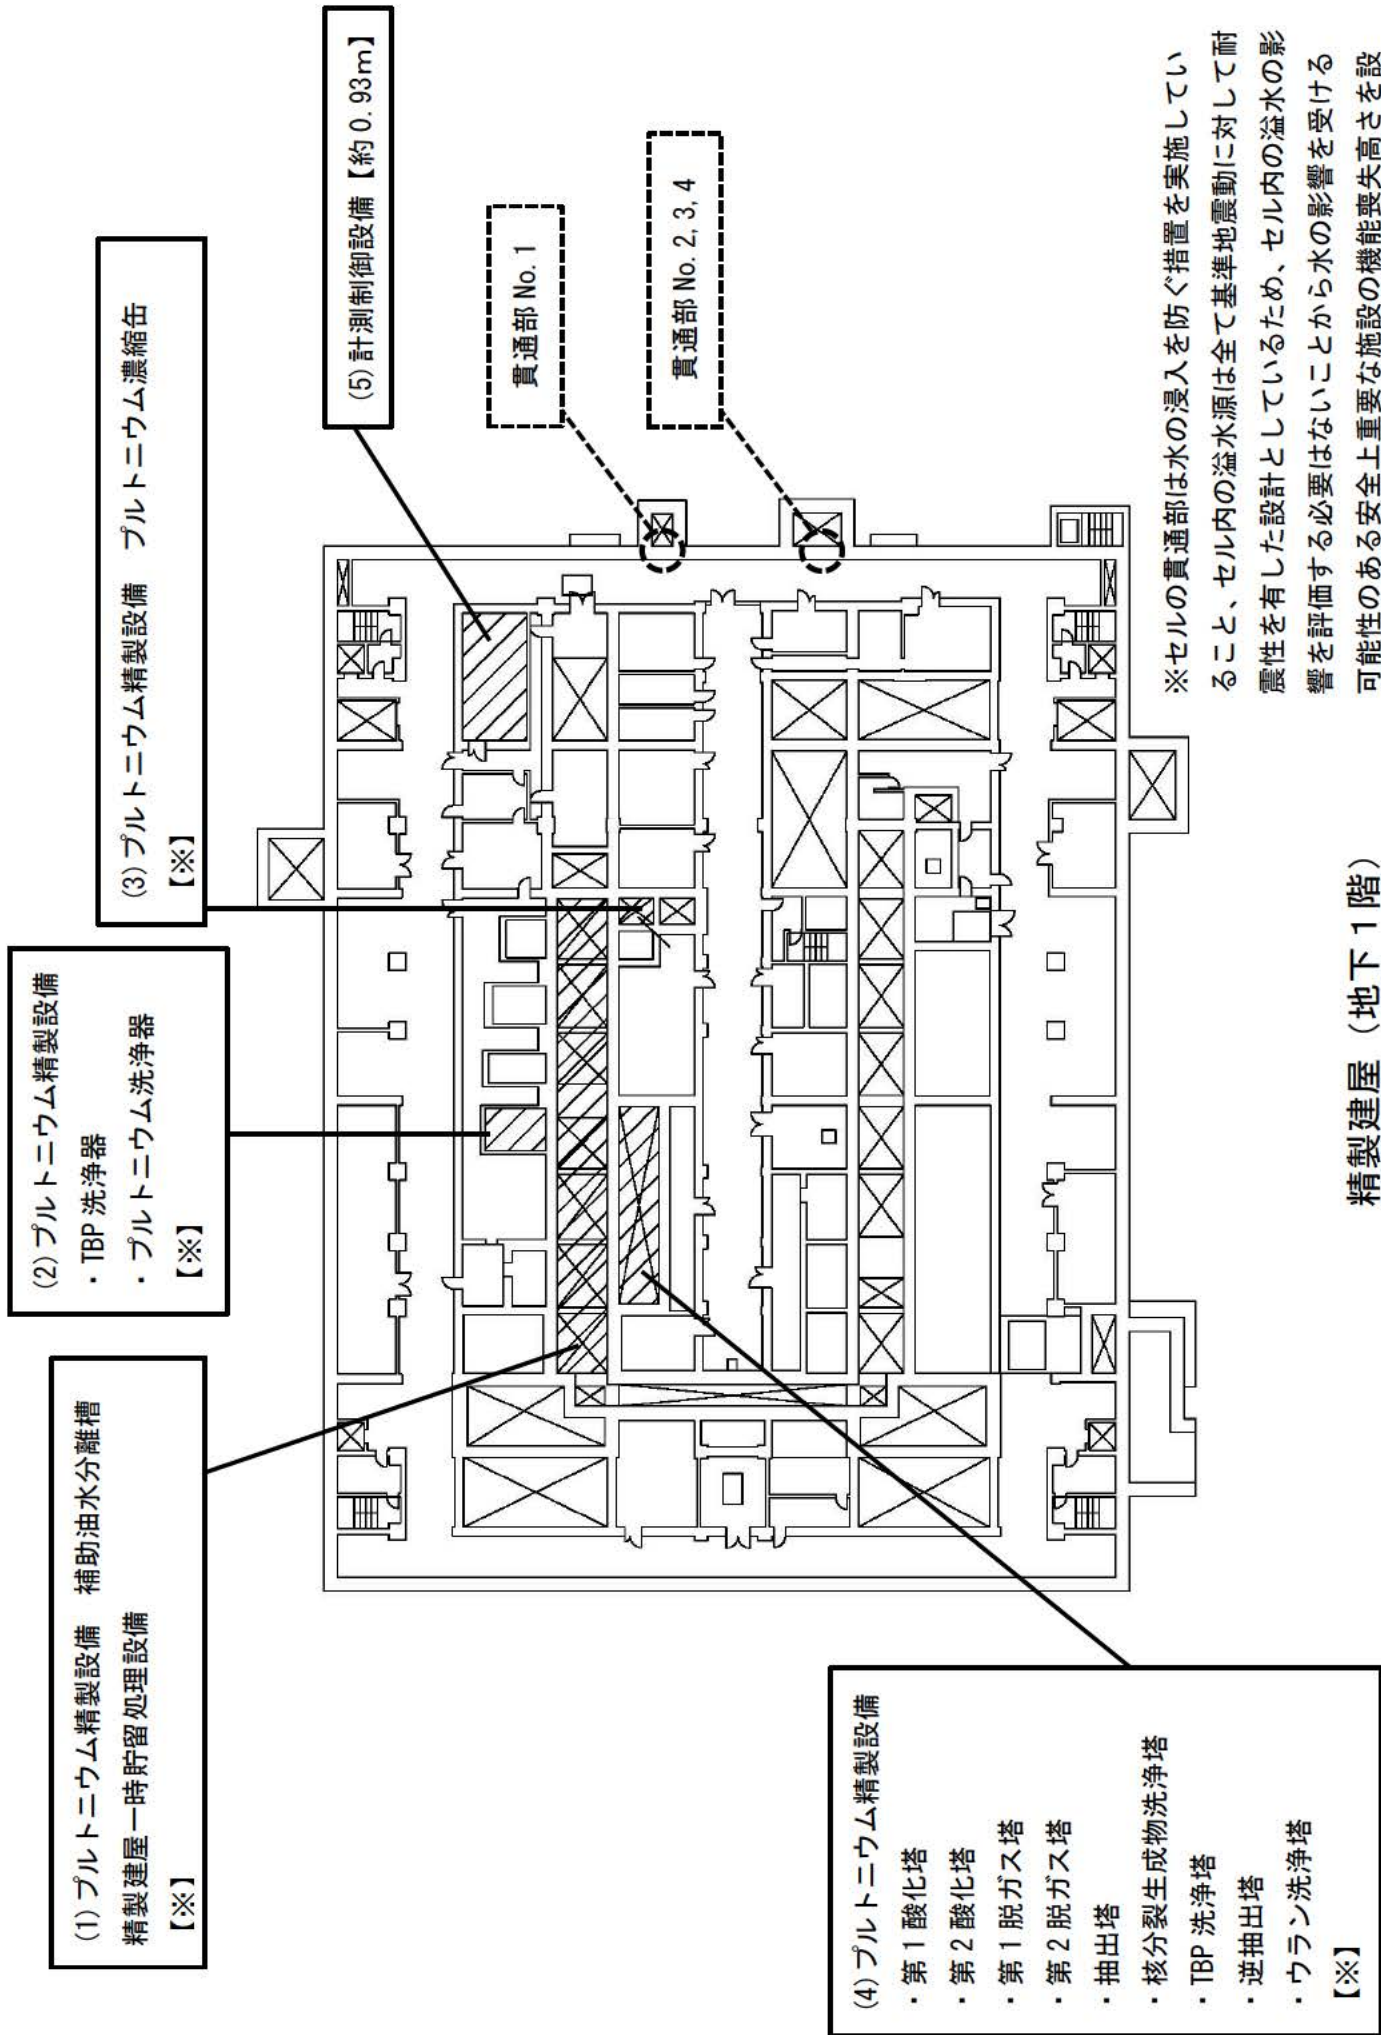 (1)プルトニウム精製設備　補助油水分離槽
精製建屋一時貯留処理設備
【※】
(2)プルトニウム精製設備
・TBP 洗浄器
・プルトニウム洗浄器
【※】
(3)プルトニウム精製設備　プルトニウム濃縮缶
【※】
(5)計測制御設備【約 0.93m】
貫通部 No. 1
貫通部 No. 2, 3, 4
(4)プルトニウム精製設備
・第 1 酸化塔
・第 2 酸化塔
・第 1 脱ガス塔
・第 2 脱ガス塔
・抽出塔
・核分裂生成物洗浄塔
・TBP 洗浄塔
・逆抽出塔
・ウラン洗浄塔
【※】
※セルの貫通部は水の浸入を防ぐ措置を実施してい
ること、セル内の溢水源は全て基準地震動に対して耐
震性を有した設計としているため、セル内の溢水の影
響を評価する必要はないことから水の影響を受ける
可能性のある安全上重要な施設の機能喪失高さを設
精製建屋（地下 1 階）